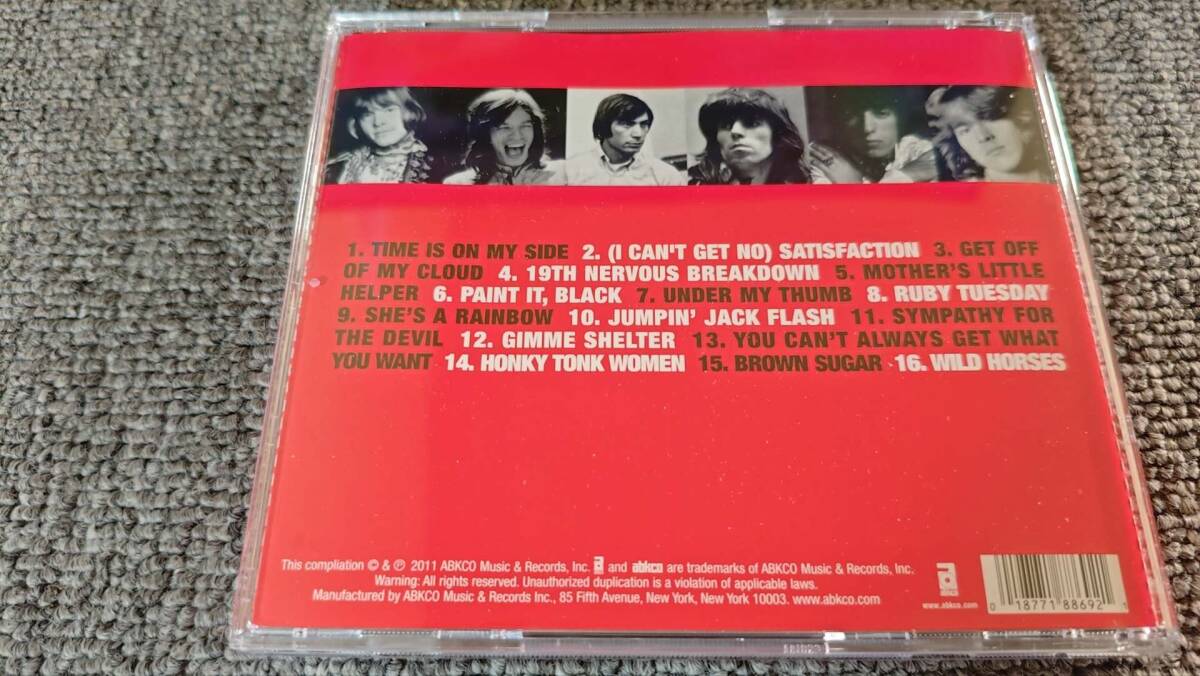 1. TIME IS ON MY SIDE 2. (I CAN'T GET NO) SATISFACTION 3. GET OFF
OF MY CLOUD 4. 19TH NERVOUS BREAKDOWN 5. MOTHER'S LITTLE
HELPER 6. PAINT IT, BLACK 7. UNDER MY THUMB 8. RUBY TUESDAY
9. SHE'S A RAINBOW 10. JUMPIN' JACK FLASH 11. SYMPATHY FOR
THE DEVIL 12. GIMME SHELTER 13. YOU CAN'T ALWAYS GET WHAT
YOU WANT 14. HONKY TONK WOMEN 15. BROWN SUGAR 16. WILD HORSES
This compliation © & ℗ 2011 ABKCO Music & Records, Inc. a and abkco are trademarks of ABKCO Music & Records, Inc.
Warning: All rights reserved. Unauthorized duplication is a violation of applicable laws.
Manufactured by ABKCO Music & Records Inc., 85 Fifth Avenue, New York, New York 10003. www.abkco.com
a
abkco
www.abkco.com
0 18771 88692 1